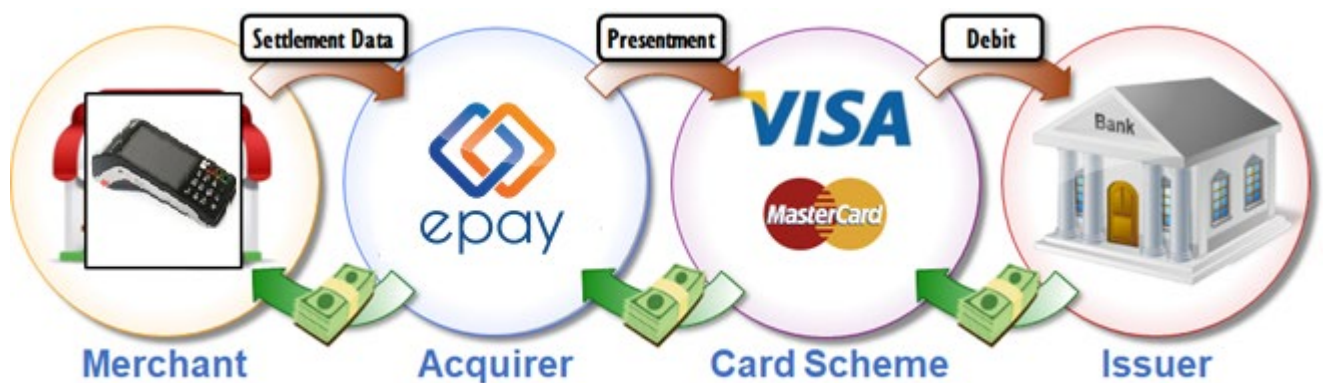 Settlement Data
Presentment
Debit
VISA
Bank
MasterCard
epay
Merchant
Acquirer
Card Scheme
Issuer